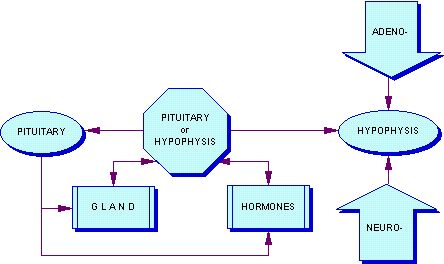 ADENO-
PITUITARY
or
HYPOPHYSIS
PITUITARY
HYPOPHYSIS
G L A N D
HORMONES
NEURO-